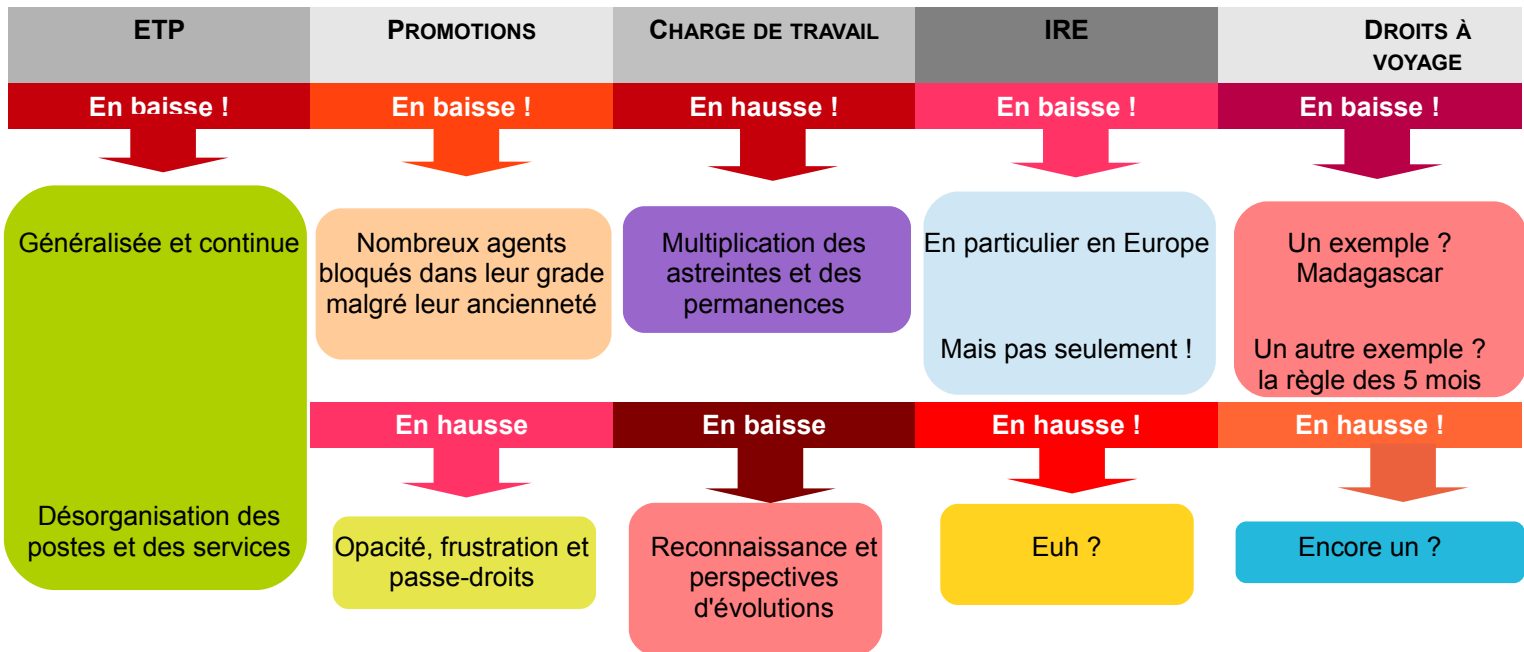 ETP
PROMOTIONS
CHARGE DE TRAVAIL
IRE
DROITS À
VOYAGE
En baisse !
En baisse !
En hausse !
En baisse !
En baisse !
Généralisée et continue
Désorganisation des
postes et des services
Nombreux agents
bloqués dans leur grade
malgré leur ancienneté
Multiplication des
astreintes et des
permanences
En particulier en Europe
Mais pas seulement !
Un exemple ?
Madagascar
Un autre exemple ?
la règle des 5 mois
En hausse
En baisse
En hausse !
En hausse !
Opacité, frustration et
passe-droits
Reconnaissance et
perspectives
d'évolutions
Euh ?
Encore un ?